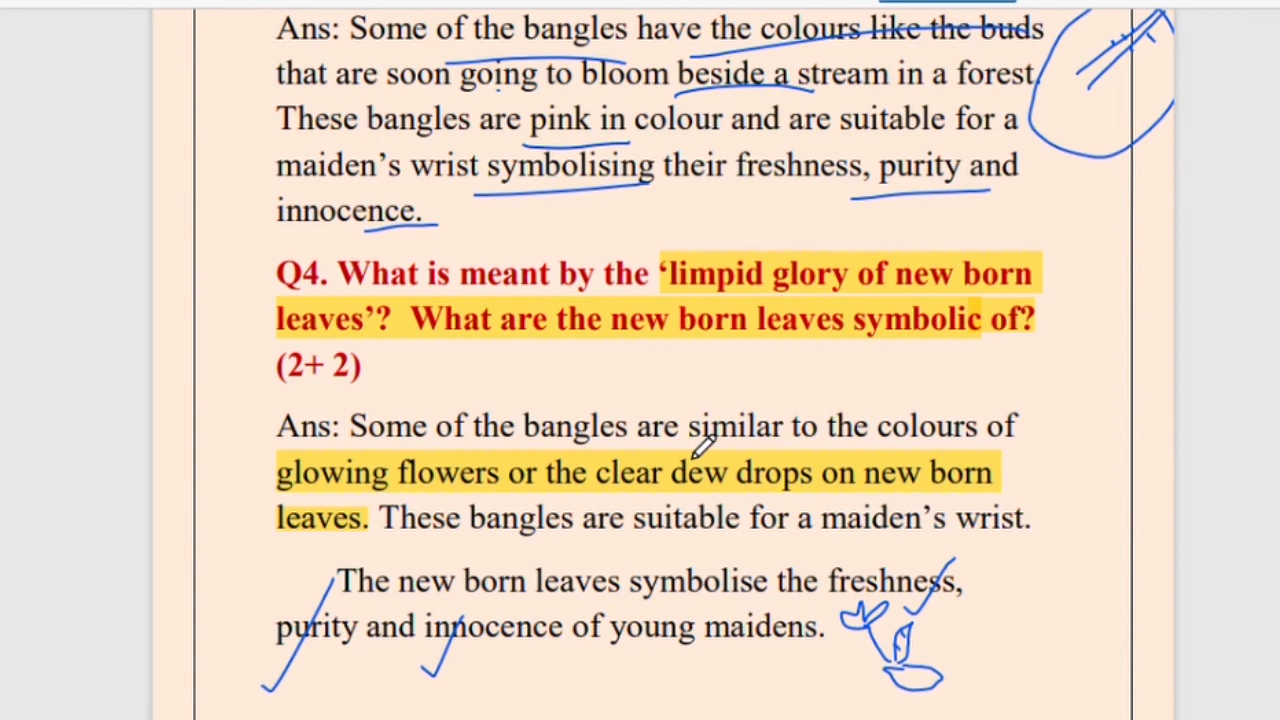 Ans: Some of the bangles have the colours like the buds
that are soon going to bloom beside a stream in a forest.
These bangles are pink in colour and are suitable for a
maiden’s wrist symbolising their freshness, purity and
innocence.
Q4. What is meant by the ‘limpid glory of new born
leaves’? What are the new born leaves symbolic of?
(2+ 2)
Ans: Some of the bangles are similar to the colours of
glowing flowers or the clear dew drops on new born
leaves. These bangles are suitable for a maiden’s wrist.
The new born leaves symbolise the freshness,
purity and innocence of young maidens.